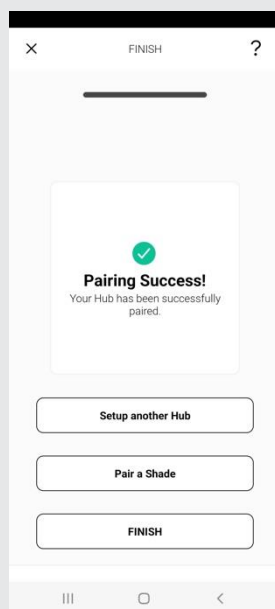 FINISH ?
Pairing Success!
Your Hub has been successfully
paired.
Setup another Hub
Pair a Shade
FINISH